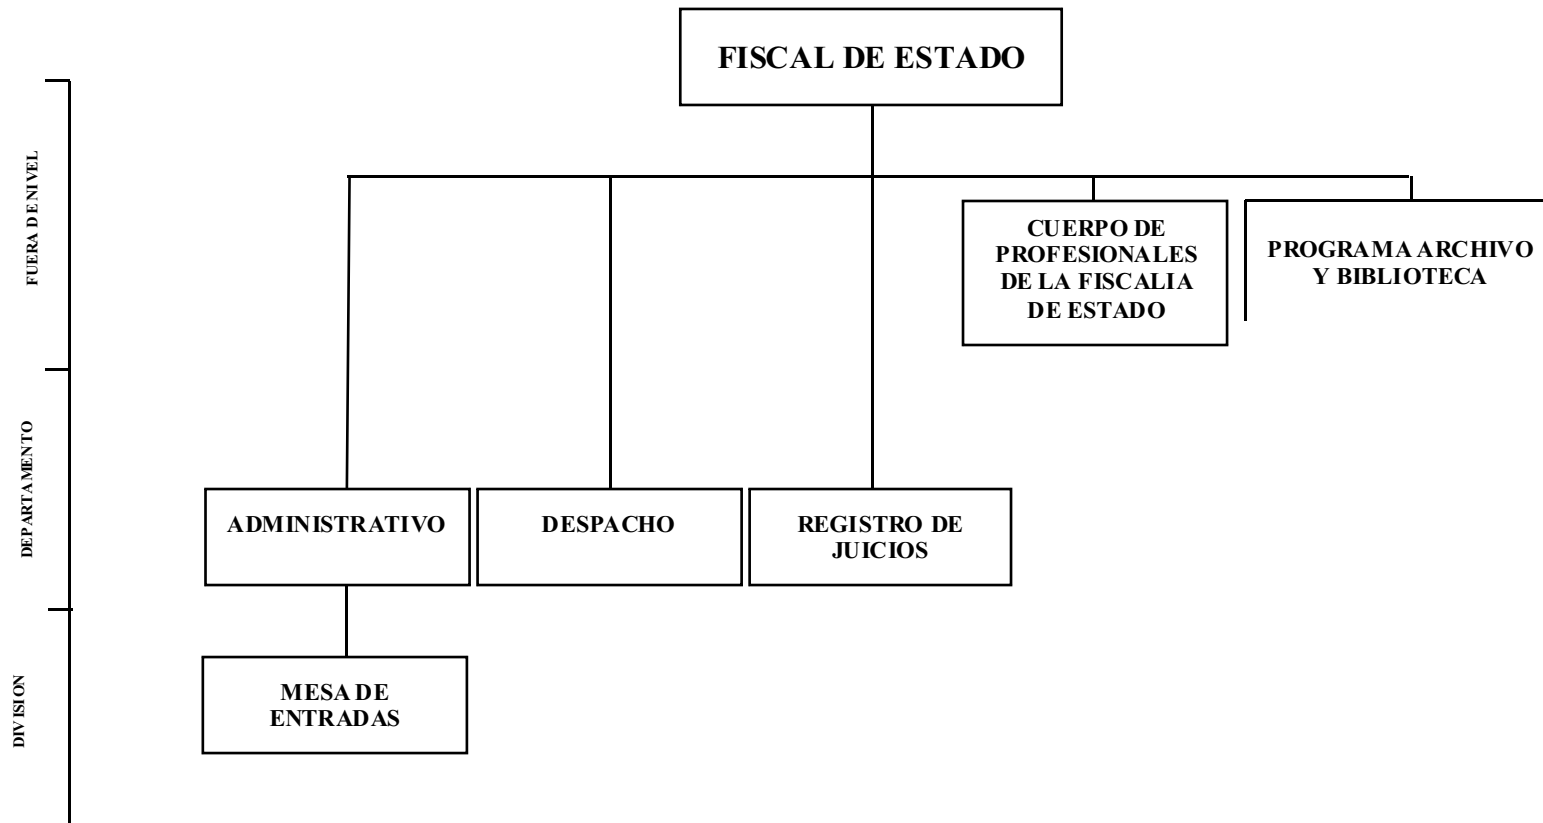 FISCAL DE ESTADO
FUERA DE NIVEL
CUERPO DE
PROFESIONALES
DE LA FISCALIA
DE ESTADO
PROGRAMA ARCHIVO
Y BIBLIOTECA
DEPARTAMENTO
ADMINISTRATIVO
DESPACHO
REGISTRO DE
JUICIOS
DIVISION
MESA DE
ENTRADAS